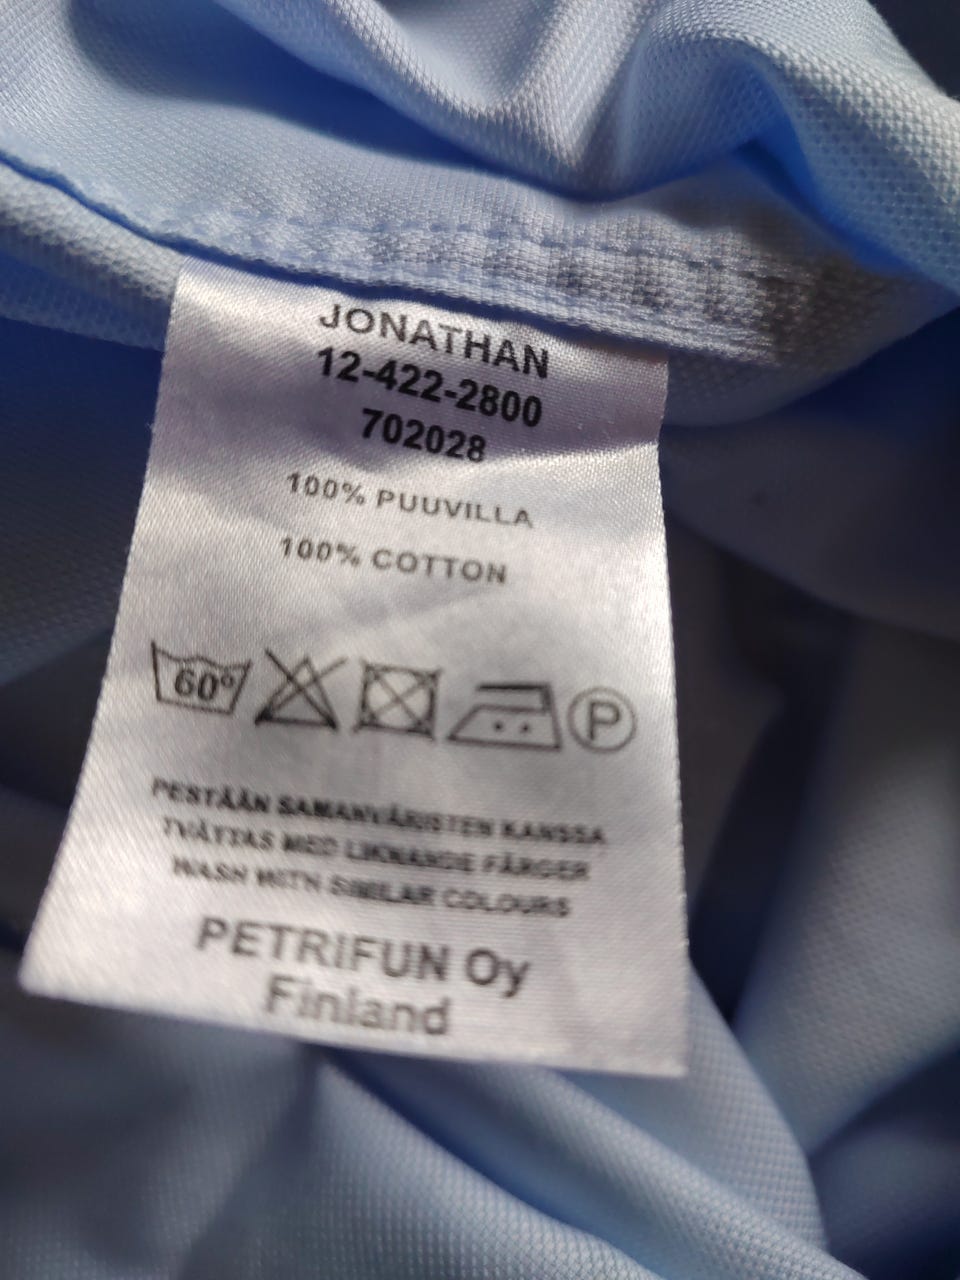 JONATHAN
12-422-2800
702028
100% PUUVILLA
100% COTTON
60° P
PESTÄÄN SAMANVÄRISTEN KANSSA
TVÄTTAS MED LIKNANDE FÄRGER
WASH WITH SIMILAR COLOURS
PETRIFUN Oy
Finland